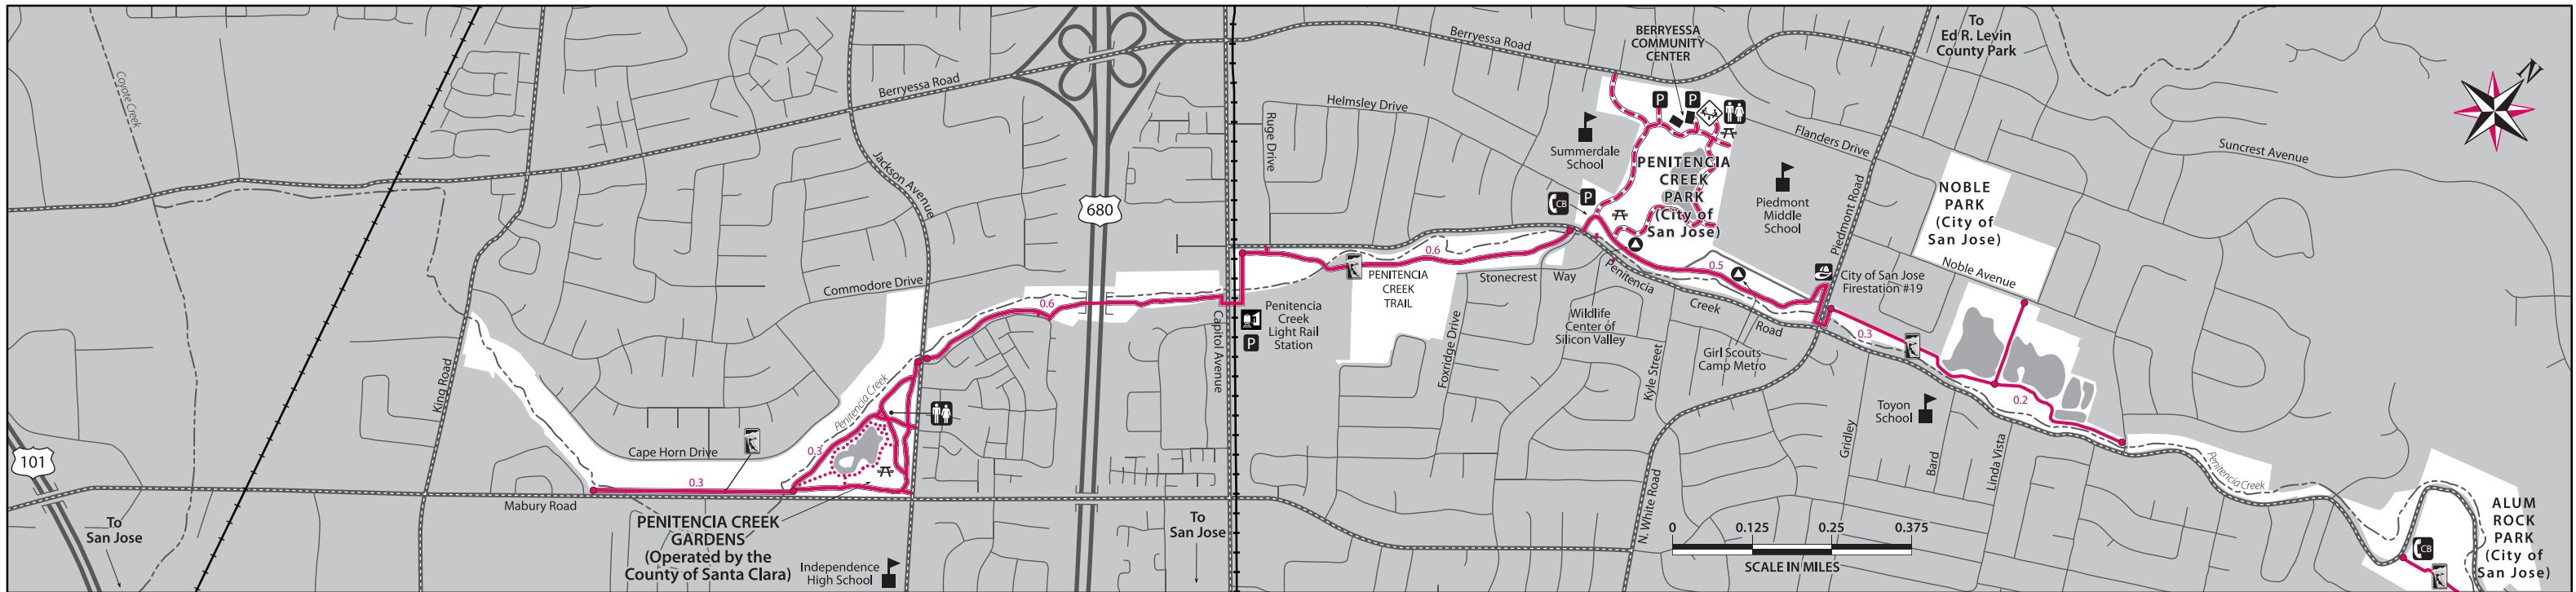 Coyote Creek
101
To
San Jose
King Road
Mabury Road
Cape Horn Drive
0.3
0.3
PENITENCIA CREEK
GARDENS
(Operated by the
County of Santa Clara)
Independence
High School
Penitencia Creek
Commodore Drive
Jackson Avenue
Berryessa Road
0.6
680
Capitol Avenue
To
San Jose
Ruge Drive
Penitencia
Creek
Light Rail
Station
P
Helmsley Drive
Berryessa Road
BERRYESSA
COMMUNITY
CENTER
P
P
Summerdale
School
PENITENCIA
CREEK
PARK
(City of
San Jose)
CB
P
0.6
PENITENCIA
CREEK
TRAIL
Stonecrest Way
Foxridge Drive
Penitencia Creek Road
Wildlife
Center of
Silicon Valley
Kyle Street
Girl Scouts
Camp Metro
0.5
Piedmont
Middle
School
Flanders Drive
Piedmont Road
To
Ed R. Levin
County Park
City of San Jose
Firestation #19
NOBLE
PARK
(City of
San Jose)
Noble Avenue
0.3
0.2
Toyon
School
Gridley
Bard
Linda Vista
N. White Road
0 0.125 0.25 0.375
SCALE IN MILES
Suncrest Avenue
N
Penitencia Creek
CB
ALUM
ROCK
PARK
(City of
San Jose)